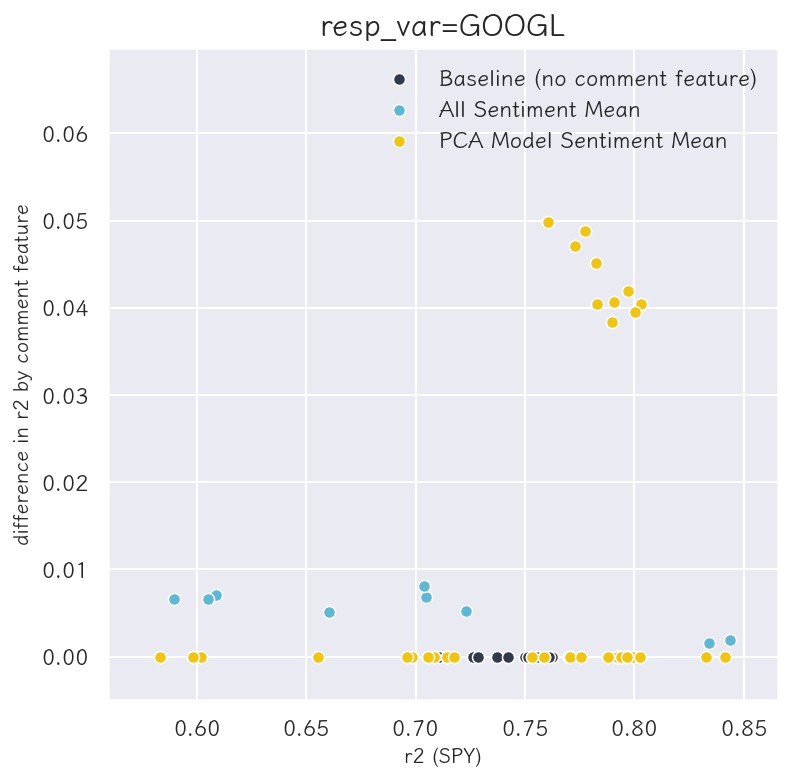 resp_var=GOOGL
Baseline (no comment feature)
All Sentiment Mean
PCA Model Sentiment Mean
difference in r2 by comment feature
0.06
0.05
0.04
0.03
0.02
0.01
0.00
0.60 0.65 0.70 0.75 0.80 0.85
r2 (SPY)